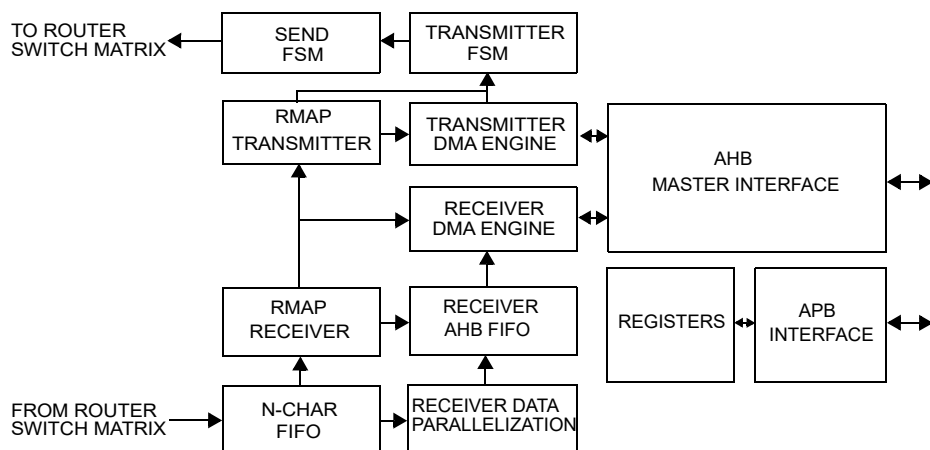 TO ROUTER
SWITCH MATRIX
SEND
FSM
TRANSMITTER
FSM
RMAP
TRANSMITTER
TRANSMITTER
DMA ENGINE
AHB
MASTER INTERFACE
RECEIVER
DMA ENGINE
RMAP
RECEIVER
RECEIVER
AHB FIFO
REGISTERS
APB
INTERFACE
FROM ROUTER
SWITCH MATRIX
N-CHAR
FIFO
RECEIVER DATA
PARALLELIZATION